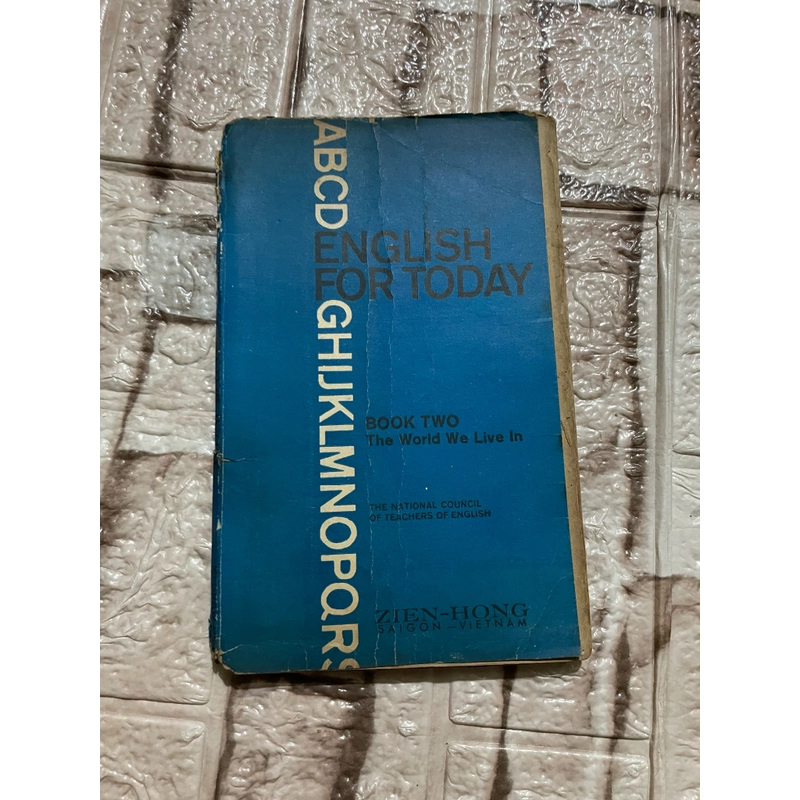 ABCD
ENGLISH
FOR TODAY
GHIJKLMNOPQRS
BOOK TWO
The World We Live In
THE NATIONAL COUNCIL
OF TEACHERS OF ENGLISH
ZIEN-HONG
SAIGON-VIETNAM